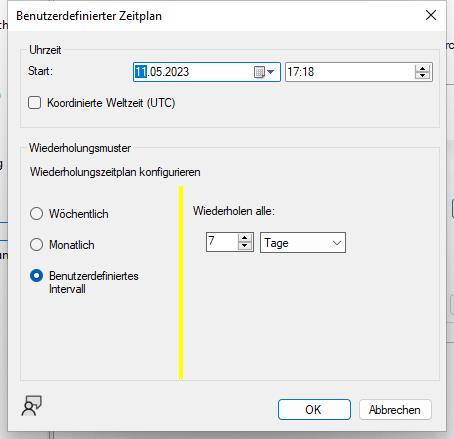 Benutzerdefinierter Zeitplan
Uhrzeit
Start: 11.05.2023 17:18
Koordinierte Weltzeit (UTC)
Wiederholungsmuster
Wiederholungszeitplan konfigurieren
Wöchentlich
Monatlich
Benutzerdefiniertes
Intervall
Wiederholen alle:
7 Tage
OK Abbrechen